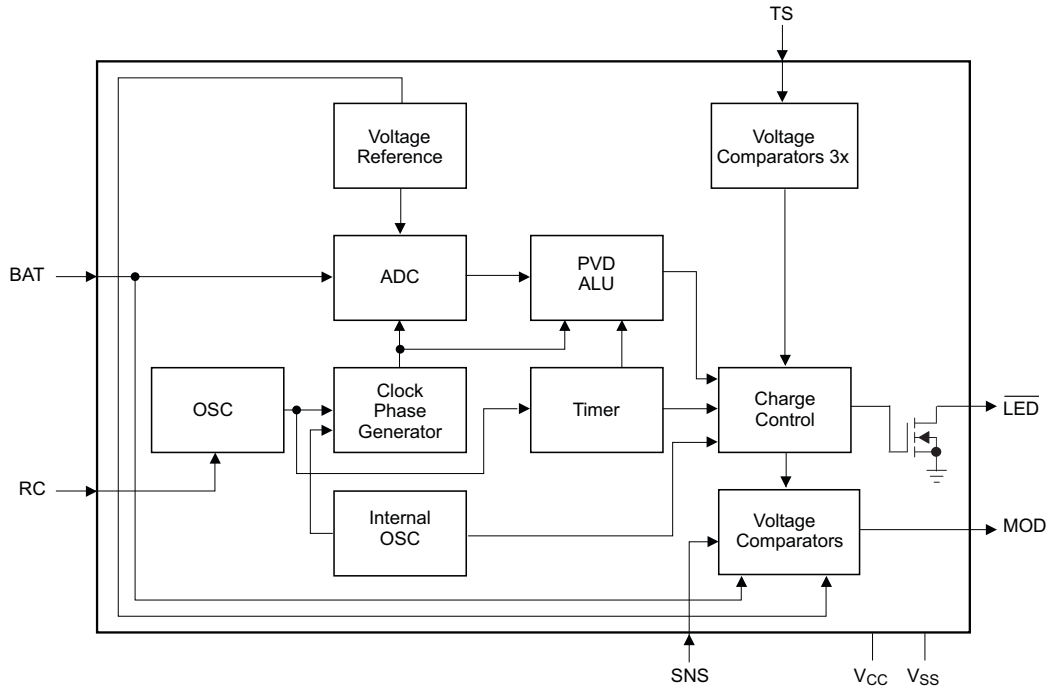 TS
Voltage
Reference
Voltage
Comparators 3x
BAT
ADC
PVD
ALU
OSC
Clock
Phase
Generator
Timer
Charge
Control
LED
RC
Internal
OSC
Voltage
Comparators
MOD
SNS
VCC
VSS